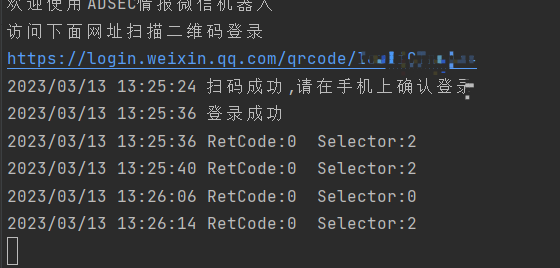 欢迎使用ADSEC情报微信机器人
访问下面网址扫描二维码登录
https://login.weixin.qq.com/qrcode/
2023/03/13 13:25:24 扫码成功,请在手机上确认登录
2023/03/13 13:25:36 登录成功
2023/03/13 13:25:36 RetCode:0  Selector:2
2023/03/13 13:25:40 RetCode:0  Selector:2
2023/03/13 13:26:06 RetCode:0  Selector:0
2023/03/13 13:26:14 RetCode:0  Selector:2